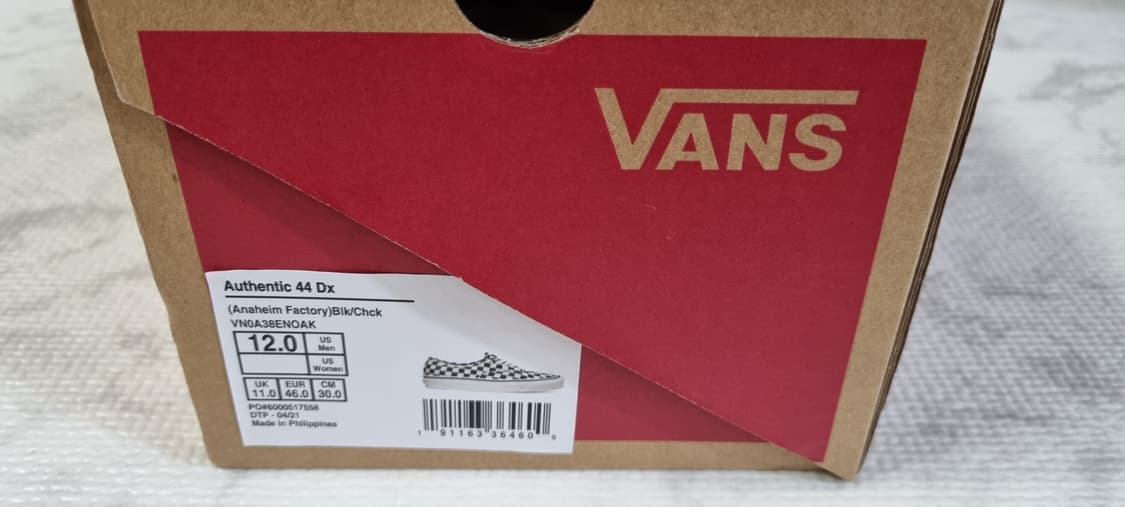 VANS
Authentic 44 Dx
(Anaheim Factory)Blk/Chck
VN0A38ENOAK
12.0 US Men
US Women
UK EUR CM
11.0 46.0 30.0
PO#6000517556
DTP - 04/21
Made in Philippines
1 91163 36460 0